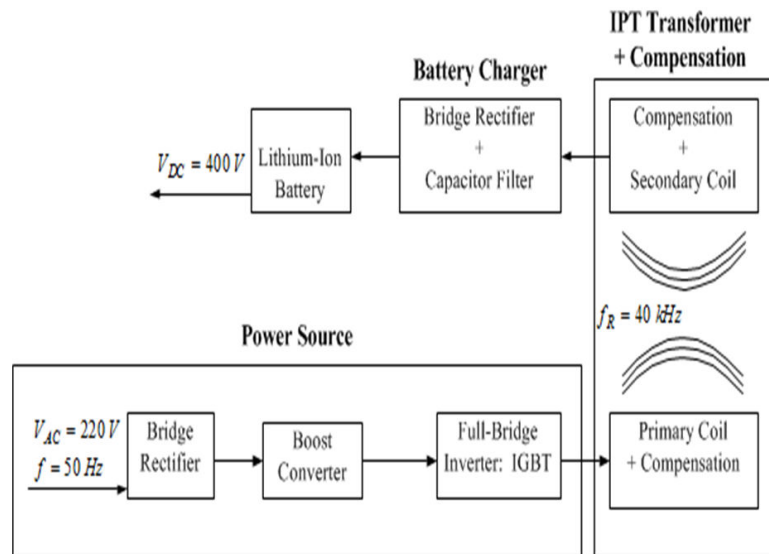 IPT Transformer
+ Compensation
Battery Charger
V_DC = 400 V
Lithium-Ion
Battery
Bridge Rectifier
+
Capacitor Filter
Compensation
+
Secondary Coil
f_R = 40 kHz
Power Source
V_AC = 220 V
f = 50 Hz
Bridge
Rectifier
Boost
Converter
Full-Bridge
Inverter: IGBT
Primary Coil
+ Compensation